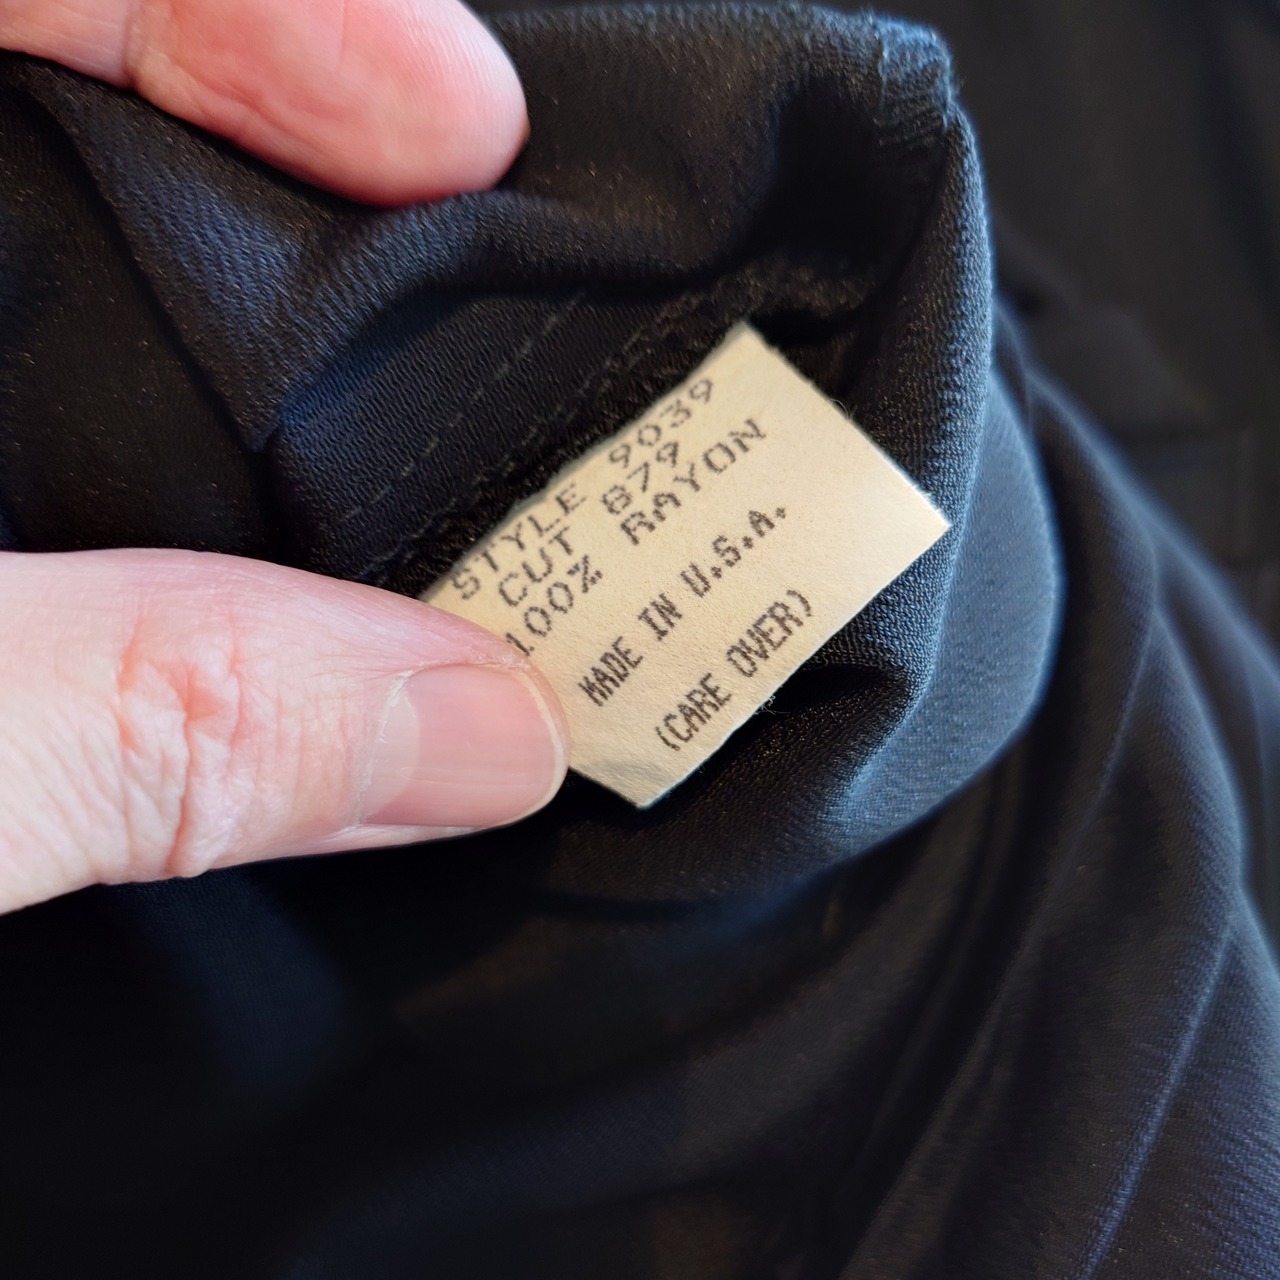 STYLE 9039
CUT 879
100% RAYON
MADE IN U.S.A.
(CARE OVER)